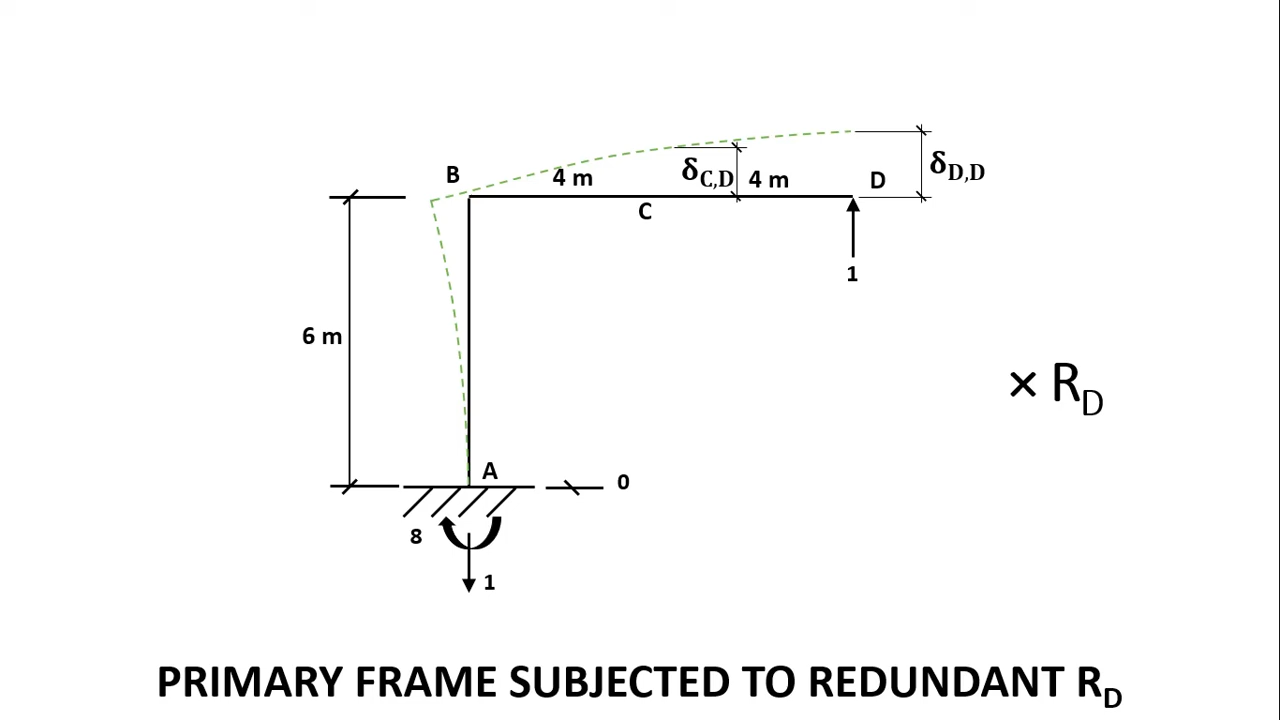 B
4 m
δC,D
4 m
D
δD,D
C
1
6 m
× RD
A
0
8
1
PRIMARY FRAME SUBJECTED TO REDUNDANT RD